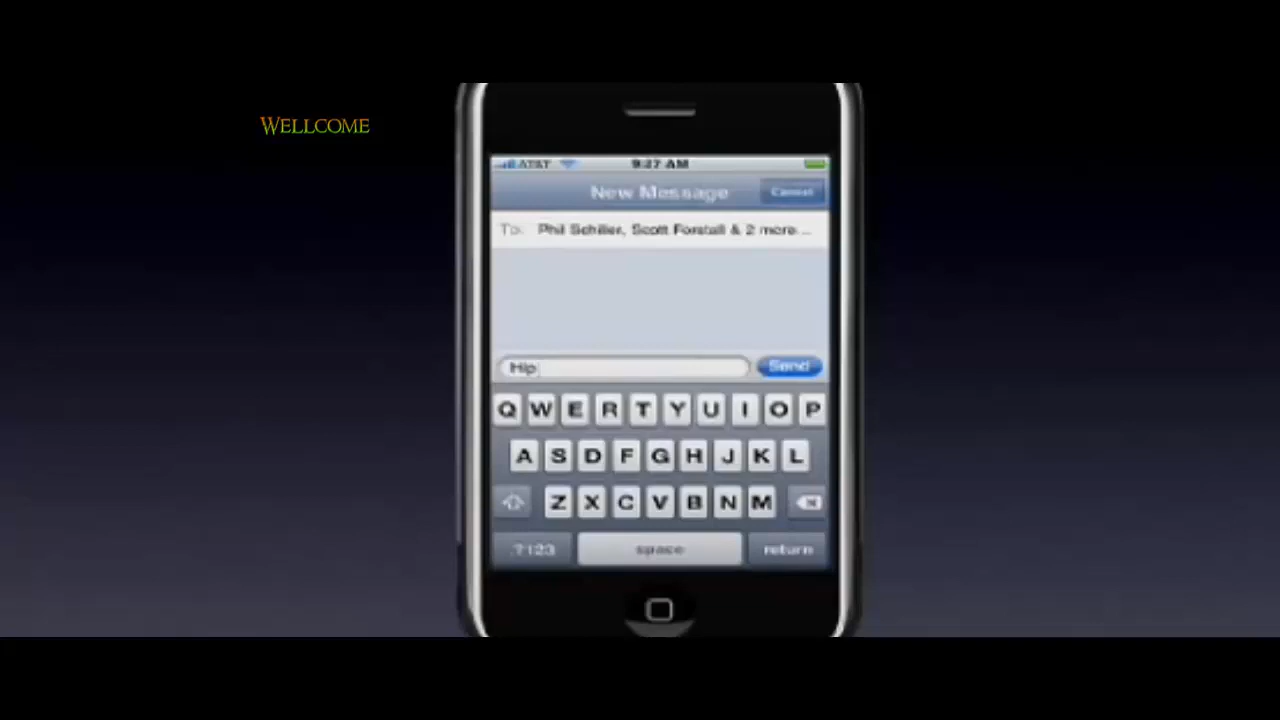 WELLCOME
AT&T 9:27 AM
New Message Cancel
To: Phil Schiller, Scott Forstall & 2 more...
Hip Send
Q W E R T Y U I O P
A S D F G H J K L
Z X C V B N M
.?123 space return